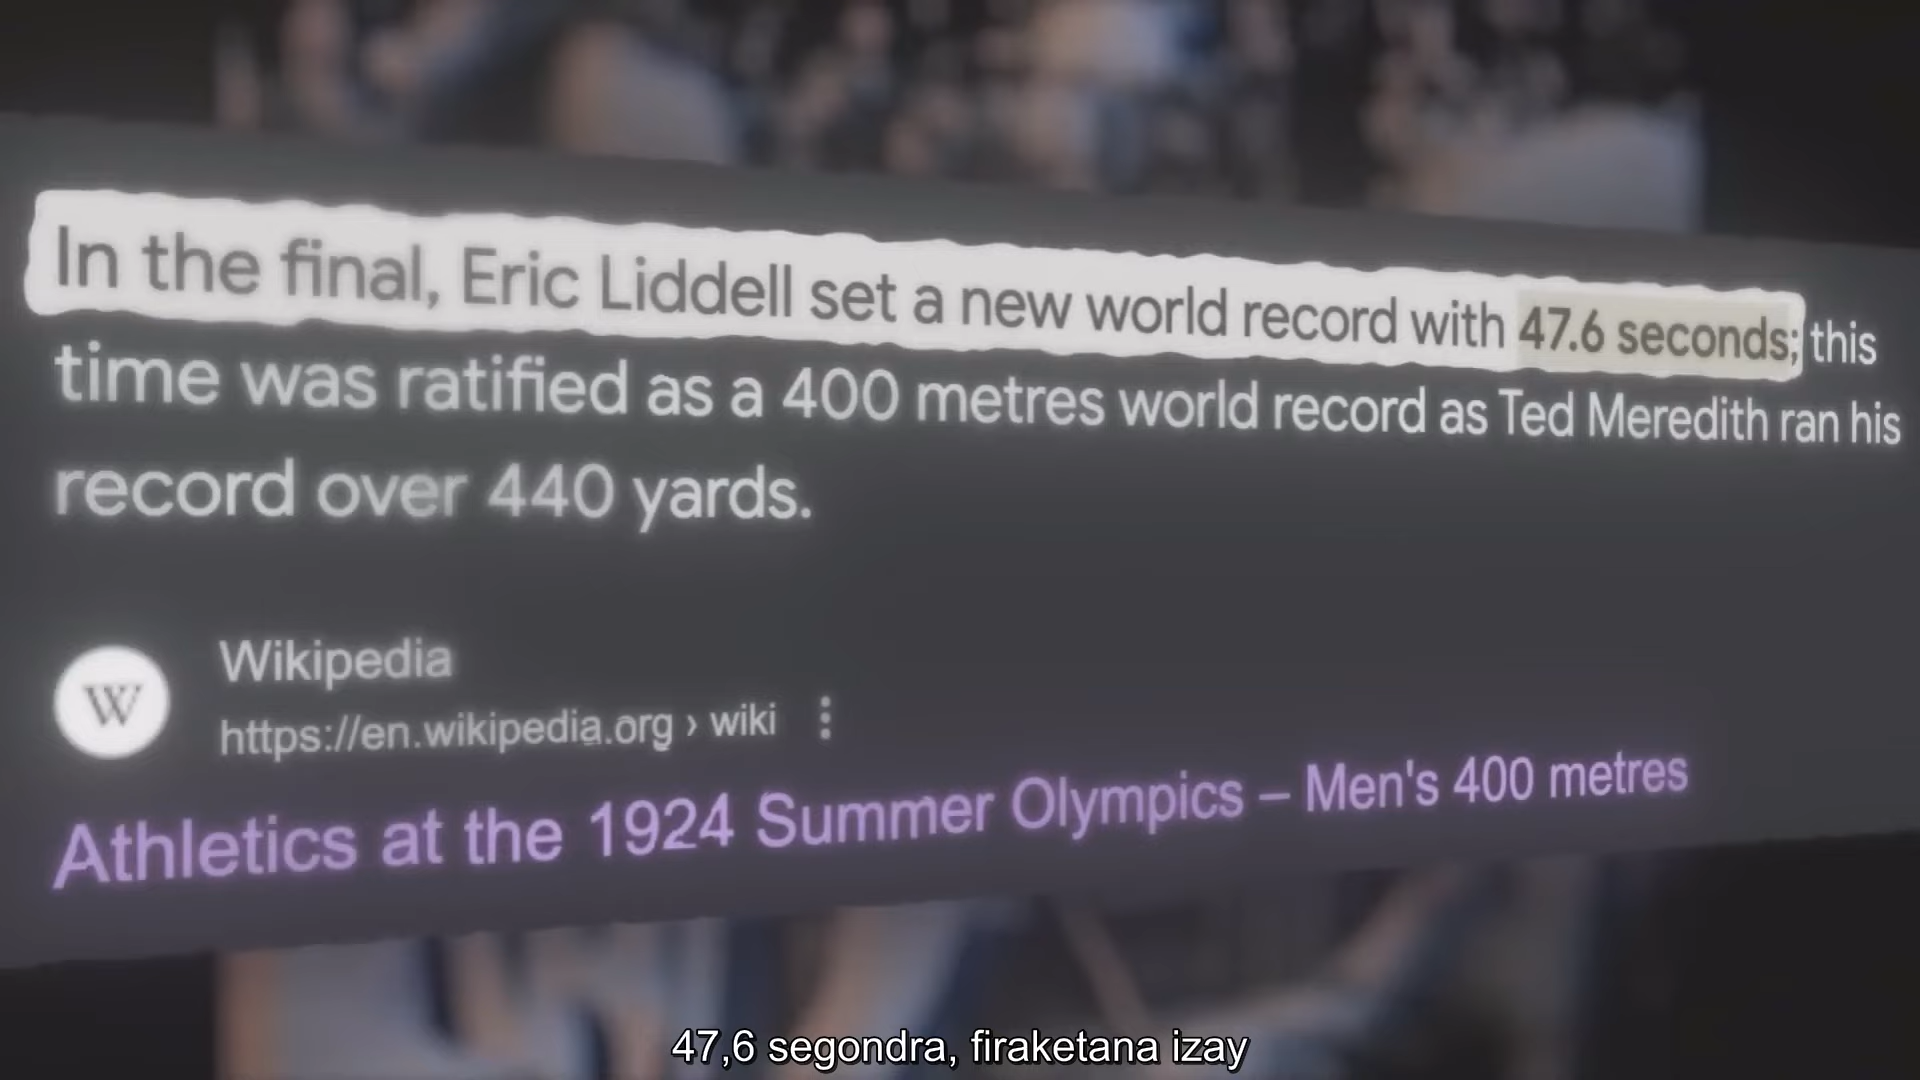 In the final, Eric Liddell set a new world record with 47.6 seconds; this
time was ratified as a 400 metres world record as Ted Meredith ran his
record over 440 yards.
W
Wikipedia
https://en.wikipedia.org › wiki
Athletics at the 1924 Summer Olympics – Men's 400 metres
47,6 segondra, firaketana izay